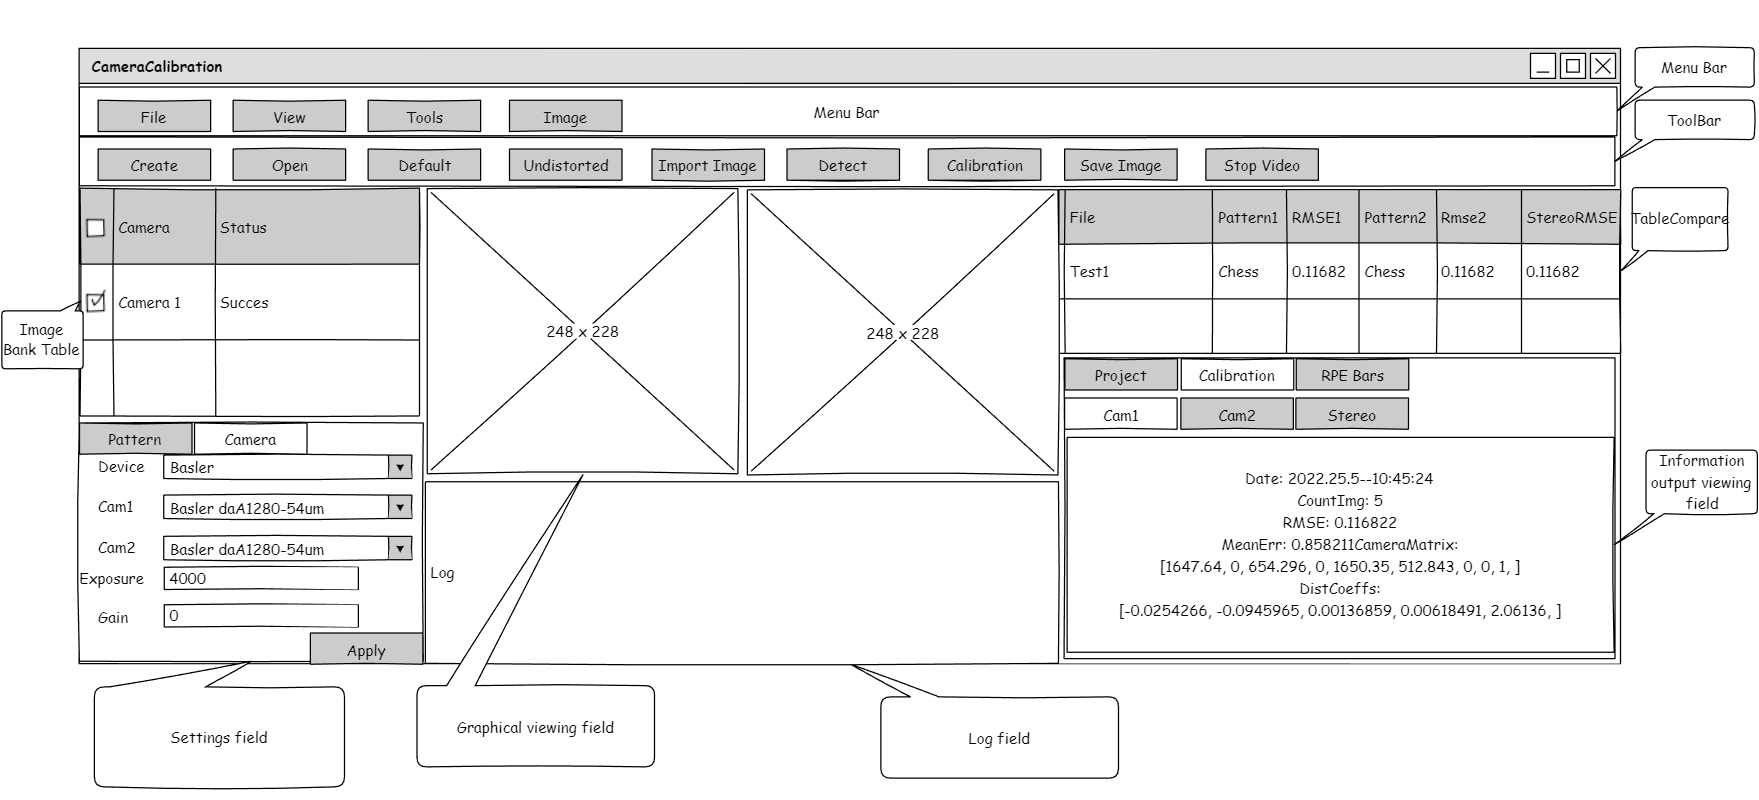 CameraCalibration
Menu Bar
File View Tools Image Menu Bar
ToolBar
Create Open Default Undistorted Import Image Detect Calibration Save Image Stop Video
Camera Status
File Pattern1 RMSE1 Pattern2 Rmse2 StereoRMSE
TableCompare
Test1 Chess 0.11682 Chess 0.11682 0.11682
Camera 1 Succes
Image
Bank Table
248 x 228
248 x 228
Project Calibration RPE Bars
Cam1 Cam2 Stereo
Pattern Camera
Device Basler
Cam1 Basler daA1280-54um
Cam2 Basler daA1280-54um
Exposure 4000
Gain 0
Apply
Log
Date: 2022.25.5--10:45:24
CountImg: 5
RMSE: 0.116822
MeanErr: 0.858211CameraMatrix:
[1647.64, 0, 654.296, 0, 1650.35, 512.843, 0, 0, 1, ]
DistCoeffs:
[-0.0254266, -0.0945965, 0.00136859, 0.00618491, 2.06136, ]
Information
output viewing
field
Settings field
Graphical viewing field
Log field